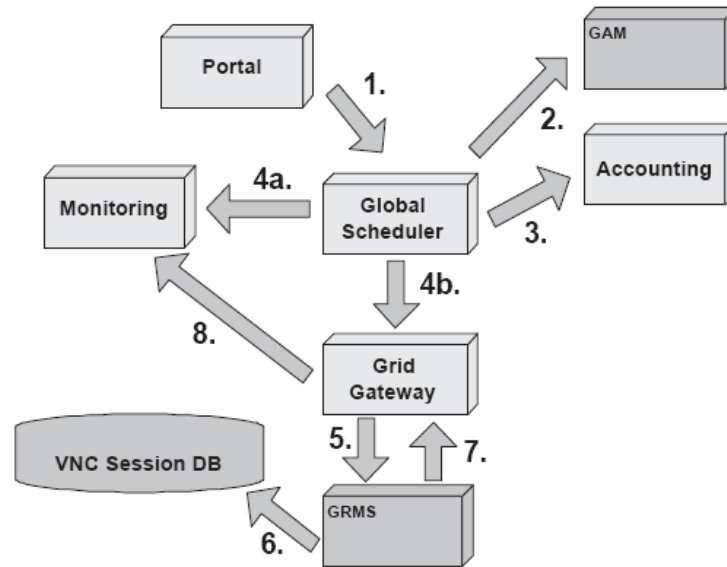 GAM
Portal
1.
2.
Accounting
4a.
Monitoring
Global
Scheduler
3.
4b.
8.
Grid
Gateway
5.
7.
VNC Session DB
GRMS
6.